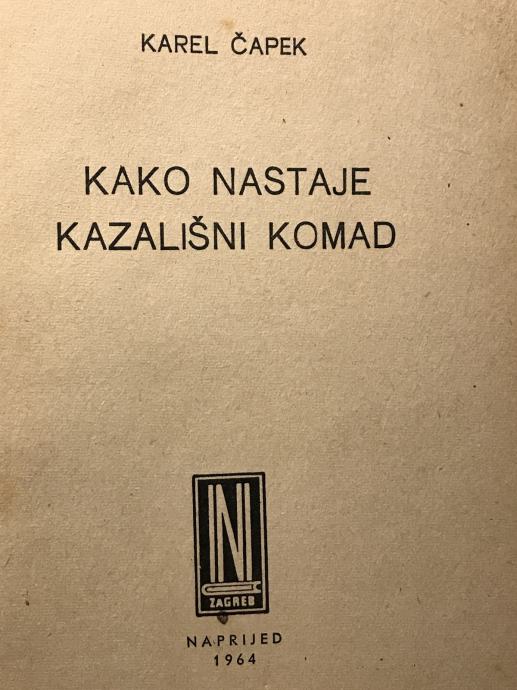 KAREL ČAPEK
KAKO NASTAJE
KAZALIŠNI KOMAD
N
ZAGREB
NAPRIJED
1964